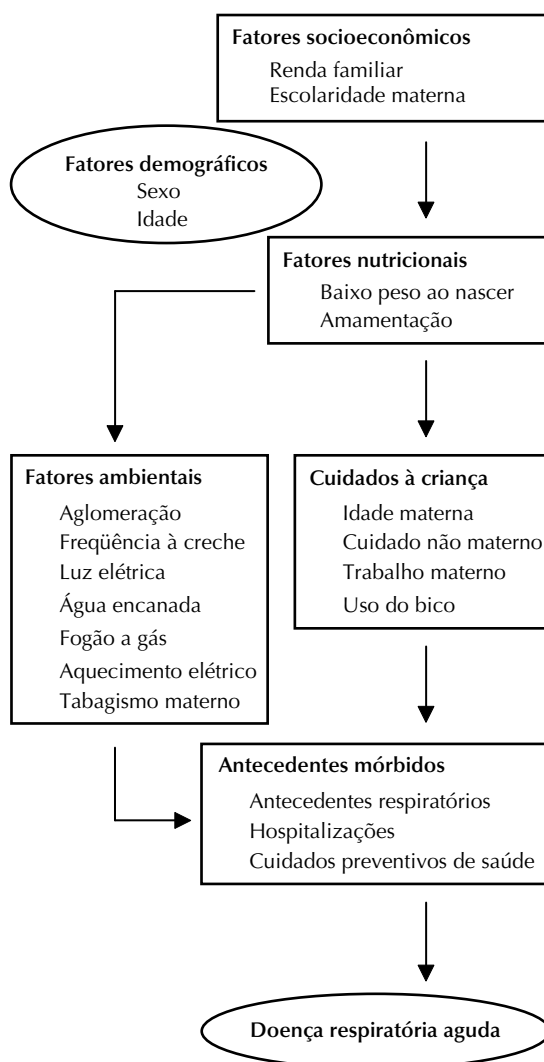 Fatores socioeconômicos
Renda familiar
Escolaridade materna
Fatores demográficos
Sexo
Idade
Fatores nutricionais
Baixo peso ao nascer
Amamentação
Fatores ambientais
Aglomeração
Freqüência à creche
Luz elétrica
Água encanada
Fogão a gás
Aquecimento elétrico
Tabagismo materno
Cuidados à criança
Idade materna
Cuidado não materno
Trabalho materno
Uso do bico
Antecedentes mórbidos
Antecedentes respiratórios
Hospitalizações
Cuidados preventivos de saúde
Doença respiratória aguda